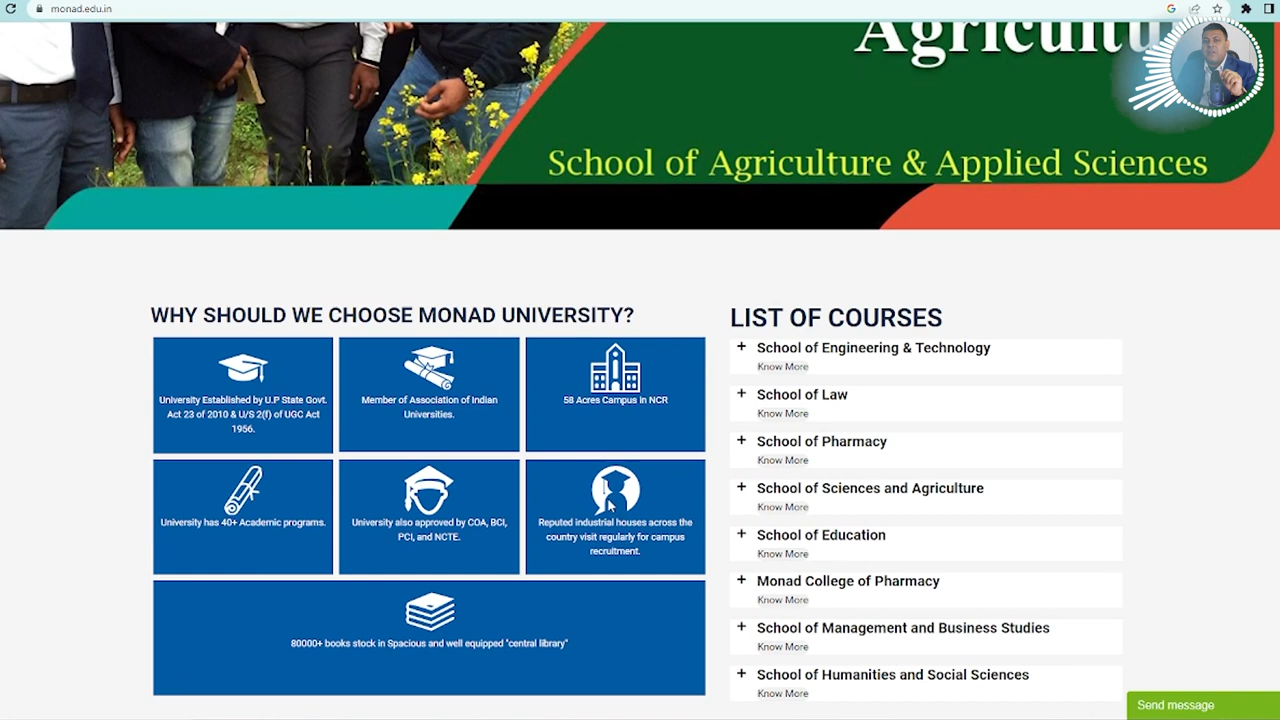 monad.edu.in
Agricultu
School of Agriculture & Applied Sciences
WHY SHOULD WE CHOOSE MONAD UNIVERSITY?
University Established by U.P State Govt.
Act 23 of 2010 & U/S 2(f) of UGC Act
1956.
Member of Association of Indian
Universities.
58 Acres Campus in NCR
University has 40+ Academic programs.
University also approved by COA, BCI,
PCI, and NCTE.
Reputed industrial houses across the
country visit regularly for campus
recruitment.
80000+ books stock in Spacious and well equipped "central library"
LIST OF COURSES
+ School of Engineering & Technology
Know More
+ School of Law
Know More
+ School of Pharmacy
Know More
+ School of Sciences and Agriculture
Know More
+ School of Education
Know More
+ Monad College of Pharmacy
Know More
+ School of Management and Business Studies
Know More
+ School of Humanities and Social Sciences
Know More
Send message